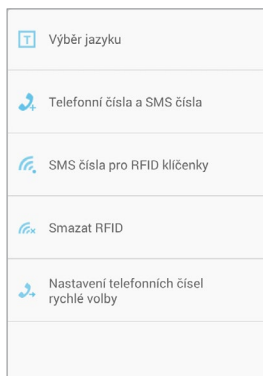 Výběr jazyku
Telefonní čísla a SMS čísla
SMS čísla pro RFID klíčenky
Smazat RFID
Nastavení telefonních čísel
rychlé volby